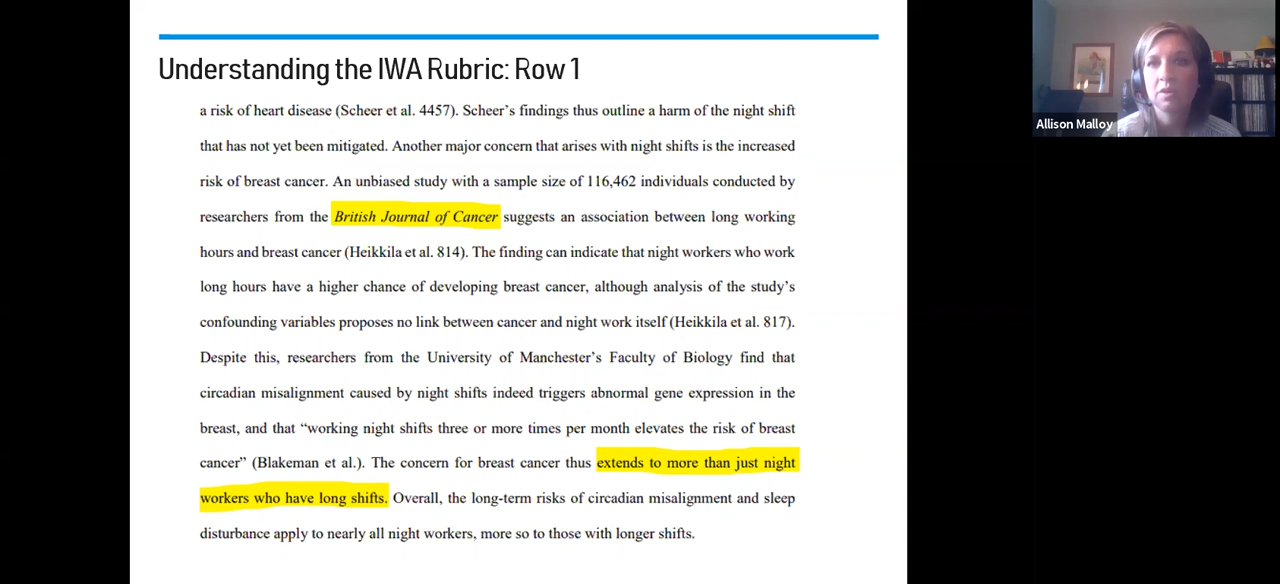 Understanding the IWA Rubric: Row 1
a risk of heart disease (Scheer et al. 4457). Scheer’s findings thus outline a harm of the night shift
that has not yet been mitigated. Another major concern that arises with night shifts is the increased
risk of breast cancer. An unbiased study with a sample size of 116,462 individuals conducted by
researchers from the British Journal of Cancer suggests an association between long working
hours and breast cancer (Heikkila et al. 814). The finding can indicate that night workers who work
long hours have a higher chance of developing breast cancer, although analysis of the study’s
confounding variables proposes no link between cancer and night work itself (Heikkila et al. 817).
Despite this, researchers from the University of Manchester’s Faculty of Biology find that
circadian misalignment caused by night shifts indeed triggers abnormal gene expression in the
breast, and that “working night shifts three or more times per month elevates the risk of breast
cancer” (Blakeman et al.). The concern for breast cancer thus extends to more than just night
workers who have long shifts. Overall, the long-term risks of circadian misalignment and sleep
disturbance apply to nearly all night workers, more so to those with longer shifts.
Allison Malloy